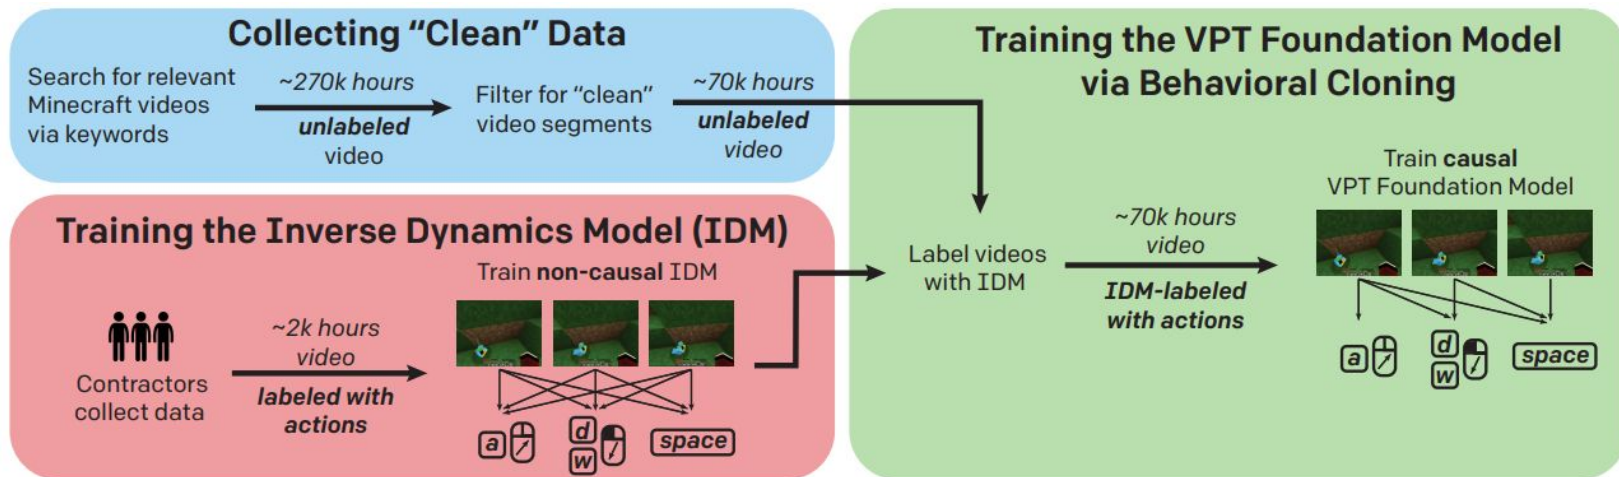 Collecting “Clean” Data
Search for relevant
Minecraft videos
via keywords
~270k hours
unlabeled
video
Filter for “clean”
video segments
~70k hours
unlabeled
video
Training the Inverse Dynamics Model (IDM)
Contractors
collect data
~2k hours
video
labeled with
actions
Train non-causal IDM
a
d
w
space
Training the VPT Foundation Model
via Behavioral Cloning
Label videos
with IDM
~70k hours
video
IDM-labeled
with actions
Train causal
VPT Foundation Model
a
d
w
space